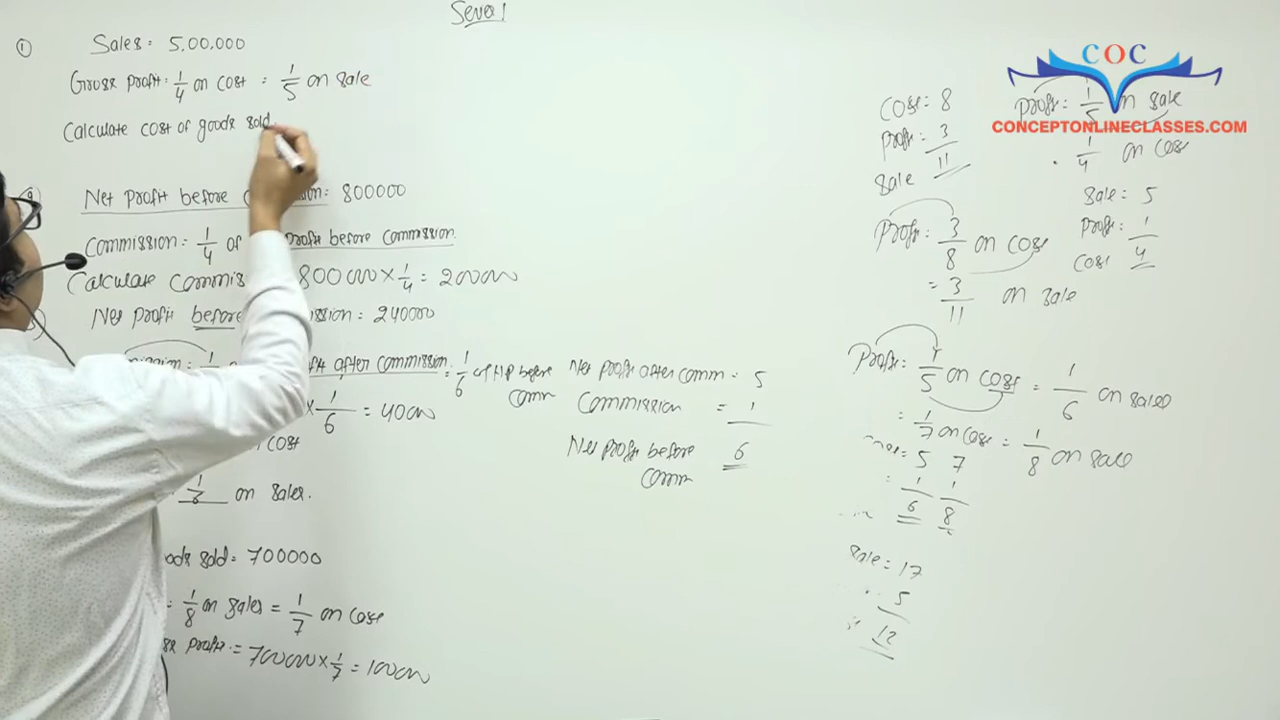 Seva 1
① Sales: 5,00,000
Gross profit: 1/4 on cost = 1/5 on sale
Calculate cost of goods sold
Net profit before : 800000
Commission: 1/4 of profit before commission
Calculate 800000 × 1/4 = 200000
Net profit before : 240000
1/ profit after commission = 1/6 of NP before comm
× 1/6 = 40000
cost
1/6 on sales.
sold = 700000
= 1/8 on sales = 1/7 on cost
profit = 700000 × 1/7 = 100000
Net profit after comm = 5
Commission = 1
Net profit before comm 6
COC
CONCEPTONLINECLASSES.COM
Cost: 8
Profit: 3
Sale 11
Profit: 3/8 on cost
= 3/11 on sale
Profit: 1/5 on sale
1/4 on cost
Sale = 5
Profit: 1
Cost 4
Profit: 1/5 on cost = 1/6 on sales
= 1/7 on cost = 1/8 on sale
5 7
1 1
6 8
Sale = 17
5
12